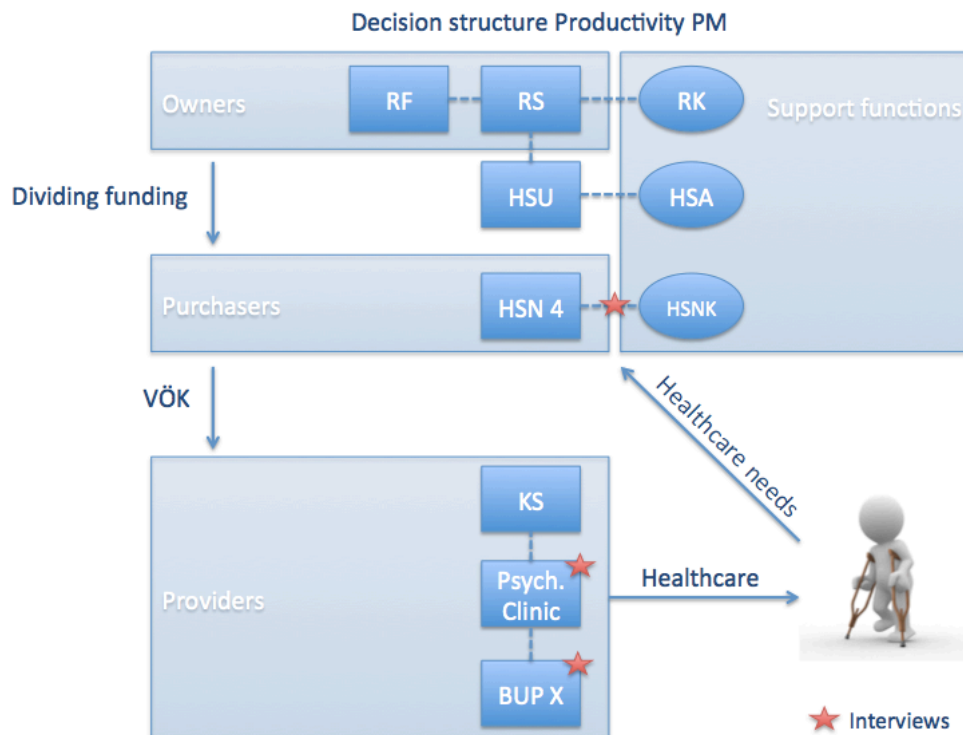 Decision structure Productivity PM
Owners
RF
RS
RK
Support functions
Dividing funding
HSU
HSA
Purchasers
HSN 4
HSNK
VÖK
Healthcare needs
KS
Providers
Psych.
Clinic
Healthcare
BUP X
Interviews